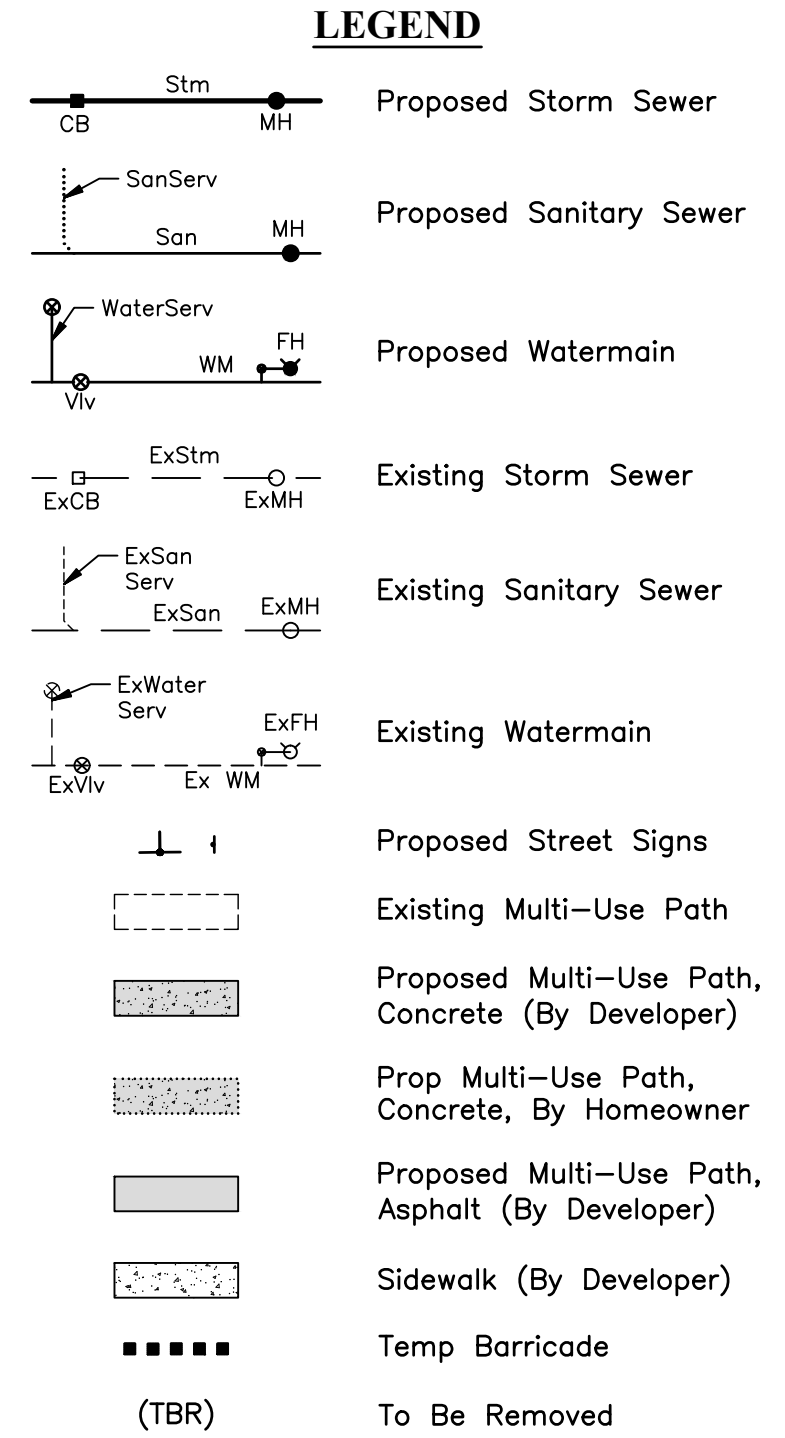 LEGEND
Stm
CB
MH
Proposed Storm Sewer
SanServ
San
MH
Proposed Sanitary Sewer
WaterServ
FH
WM
Vlv
Proposed Watermain
ExStm
ExCB
ExMH
Existing Storm Sewer
ExSan
Serv
ExSan
ExMH
Existing Sanitary Sewer
ExWater
Serv
ExFH
ExVlv
Ex WM
Existing Watermain
Proposed Street Signs
Existing Multi-Use Path
Proposed Multi-Use Path,
Concrete (By Developer)
Prop Multi-Use Path,
Concrete, By Homeowner
Proposed Multi-Use Path,
Asphalt (By Developer)
Sidewalk (By Developer)
Temp Barricade
(TBR)
To Be Removed